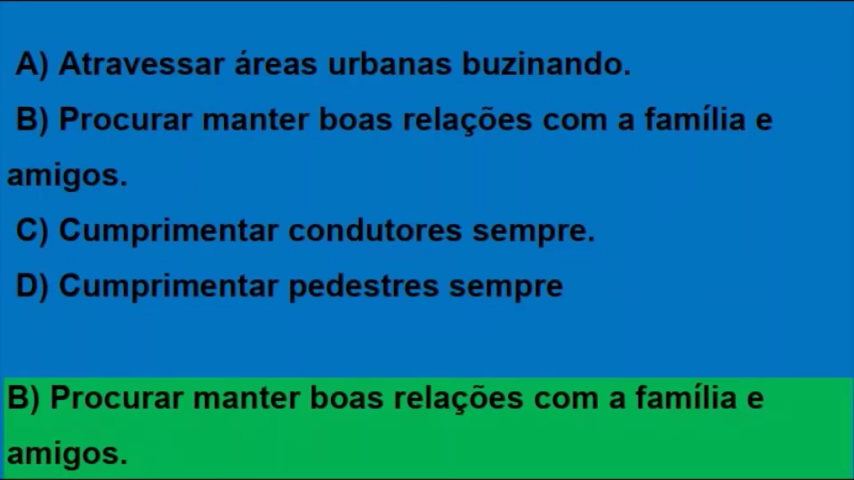 A) Atravessar áreas urbanas buzinando.
B) Procurar manter boas relações com a família e
amigos.
C) Cumprimentar condutores sempre.
D) Cumprimentar pedestres sempre
B) Procurar manter boas relações com a família e
amigos.